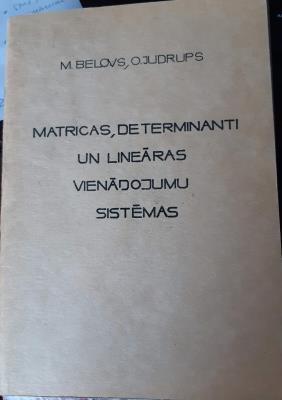 M. BELOVS, O. JUDRUPS
MATRICAS, DETERMINANTI
UN LINEĀRAS
VIENĀDOJUMU
SISTĒMAS